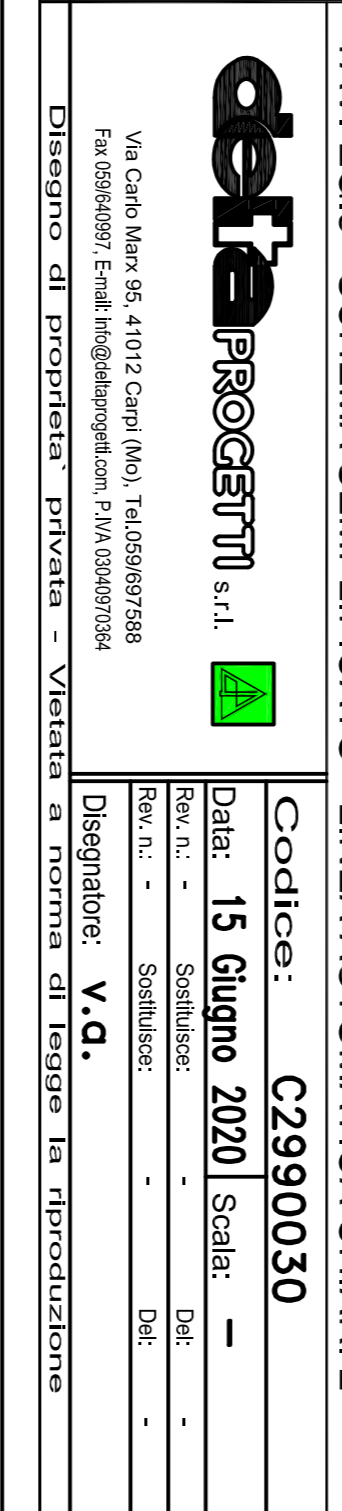 delta PROGETTI s.r.l.
Via Carlo Marx 95, 41012 Carpi (Mo), Tel.059/697588
Fax 059/640997, E-mail: info@deltaprogetti.com, P.IVA 03040970364
Codice: C2990030
Data: 15 Giugno 2020 Scala: -
Rev. n.: - Sostituisce: - Del: -
Rev. n.: - Sostituisce: - Del: -
Disegnatore: v.a.
Disegno di proprieta` privata - Vietata a norma di legge la riproduzione